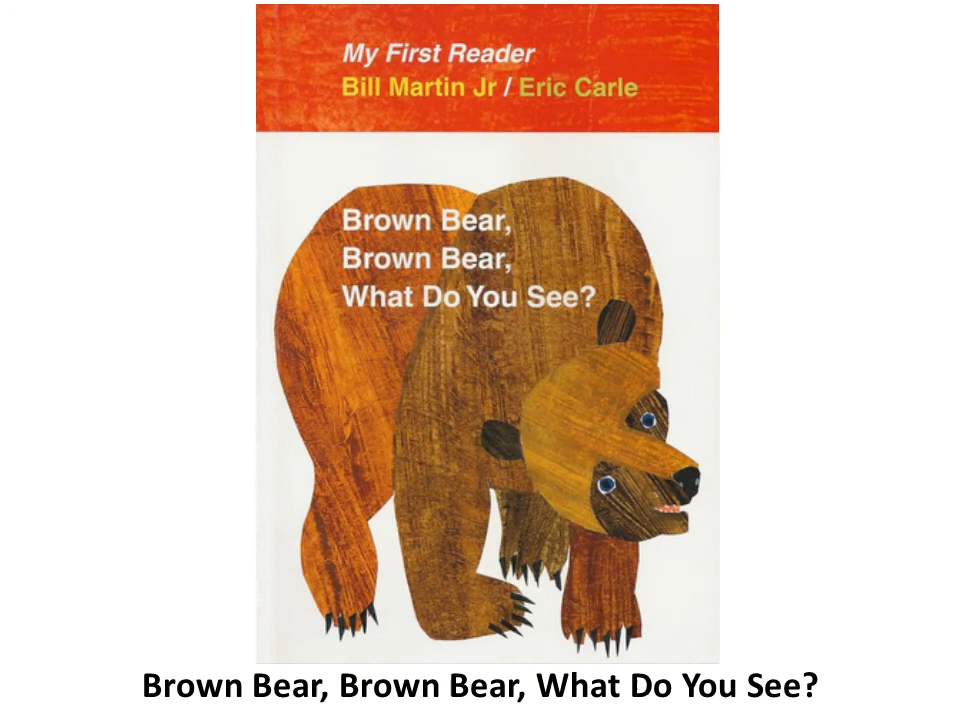 My First Reader
Bill Martin Jr / Eric Carle
Brown Bear,
Brown Bear,
What Do You See?
Brown Bear, Brown Bear, What Do You See?